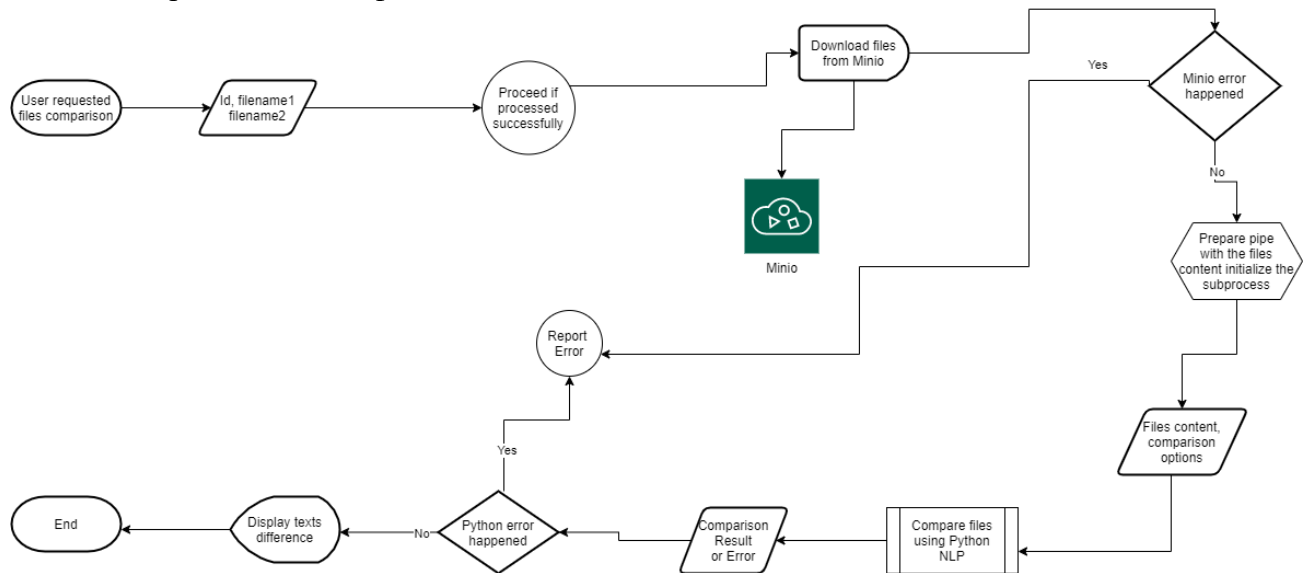 User requested
files comparison
Id, filename1
filename2
Proceed if
processed
successfully
Download files
from Minio
Minio
Yes
Minio error
happened
No
Prepare pipe
with the files
content initialize the
subprocess
Files content,
comparison
options
Compare files
using Python
NLP
Comparison
Result
or Error
Python error
happened
Yes
Report
Error
No
Display texts
difference
End